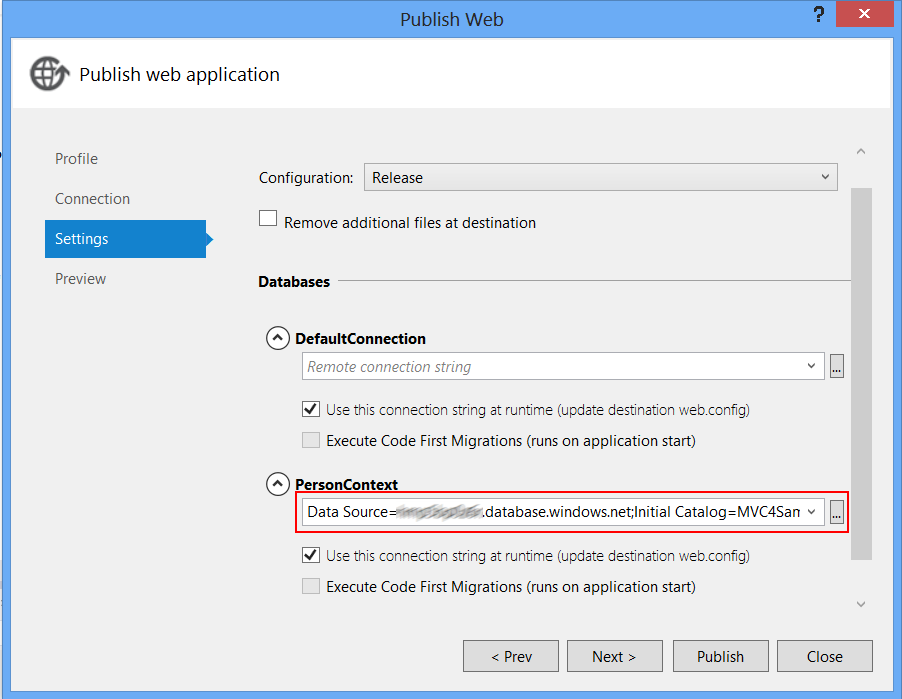 Publish Web
?
Publish web application
Profile
Connection
Settings
Preview
Configuration: Release
Remove additional files at destination
Databases
DefaultConnection
Remote connection string
...
Use this connection string at runtime (update destination web.config)
Execute Code First Migrations (runs on application start)
PersonContext
Data Source= .database.windows.net;Initial Catalog=MVC4Sam
...
Use this connection string at runtime (update destination web.config)
Execute Code First Migrations (runs on application start)
< Prev Next > Publish Close